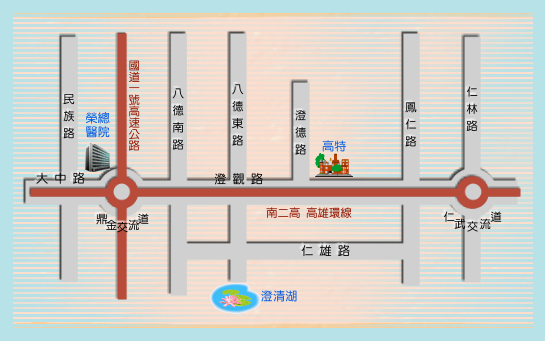 民族路
國道一號高速公路
榮總
醫院
八德南路
八德東路
澄德路
高特
鳳仁路
仁林路
大中路
澄觀路
鼎金交流道
南二高 高雄環線
仁武交流道
仁雄路
澄清湖